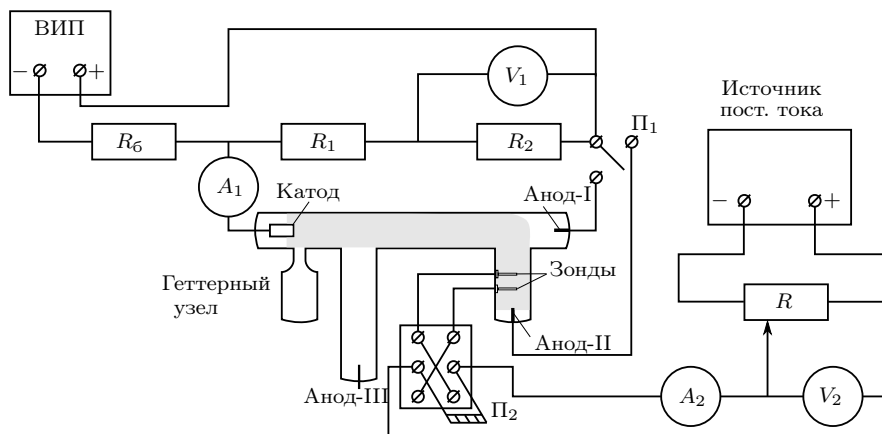 ВИП
− +
V₁
Источник
пост. тока
− +
Rб
R₁
R₂
П₁
A₁
Катод
Анод-I
Геттерный
узел
Зонды
R
Анод-II
Анод-III
П₂
A₂
V₂